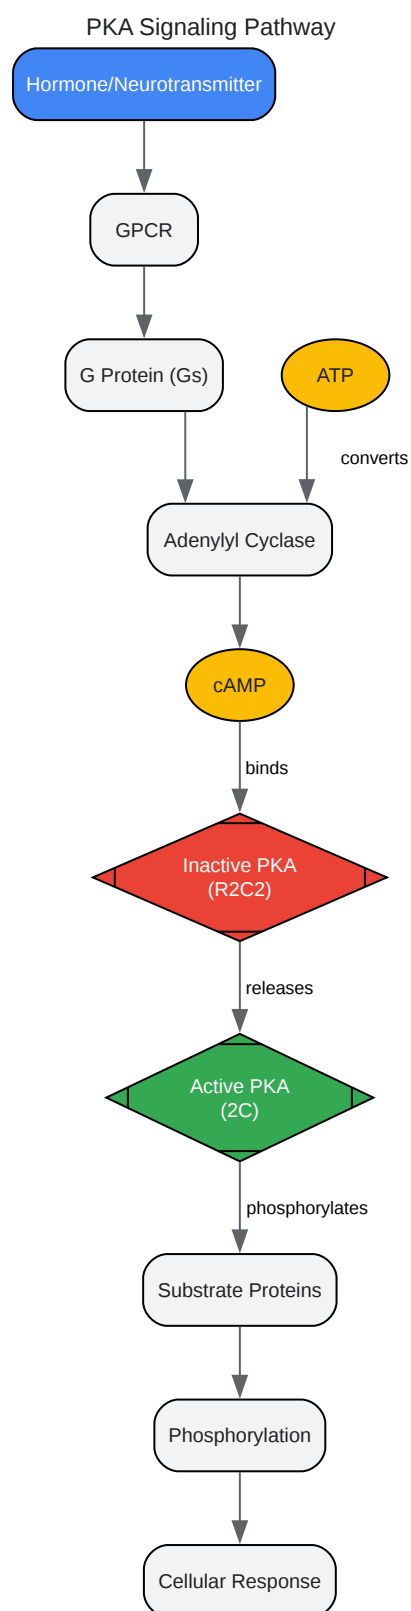 PKA Signaling Pathway
Hormone/Neurotransmitter
GPCR
G Protein (Gs)
ATP
converts
Adenylyl Cyclase
cAMP
binds
Inactive PKA
(R2C2)
releases
Active PKA
(2C)
phosphorylates
Substrate Proteins
Phosphorylation
Cellular Response